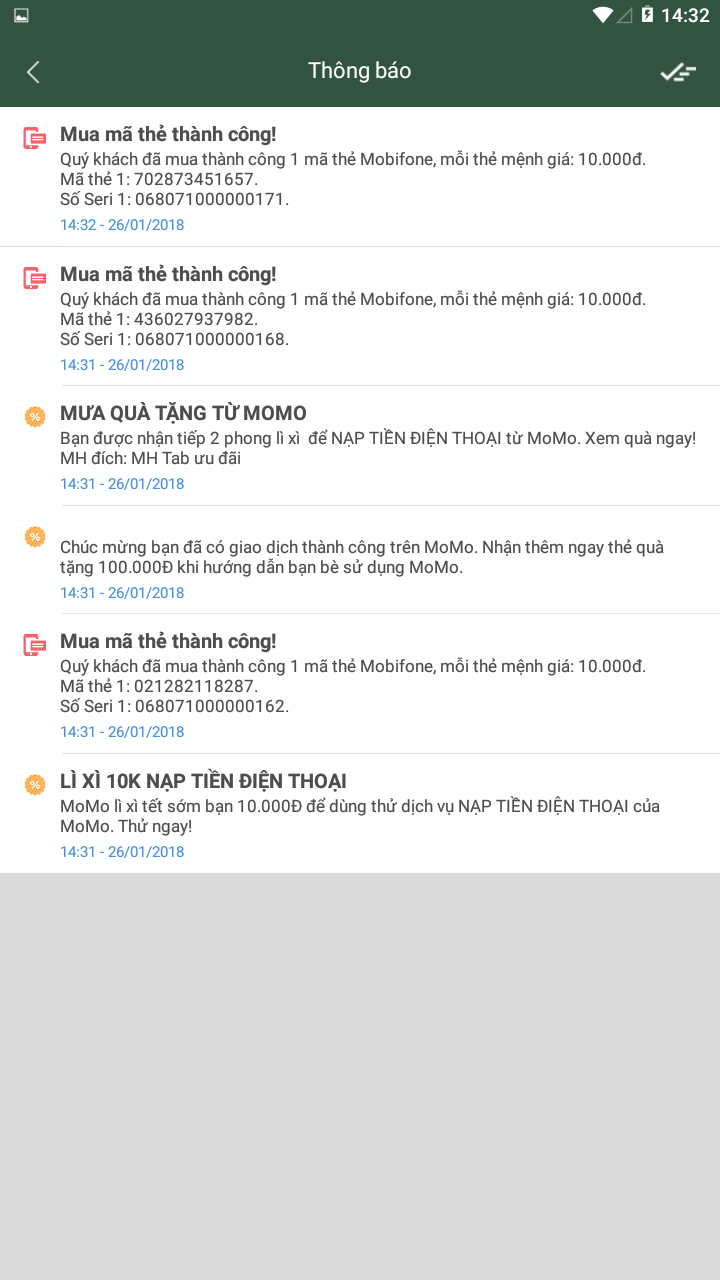 14:32
Thông báo
Mua mã thẻ thành công!
Quý khách đã mua thành công 1 mã thẻ Mobifone, mỗi thẻ mệnh giá: 10.000đ.
Mã thẻ 1: 702873451657.
Số Seri 1: 068071000000171.
14:32 - 26/01/2018
Mua mã thẻ thành công!
Quý khách đã mua thành công 1 mã thẻ Mobifone, mỗi thẻ mệnh giá: 10.000đ.
Mã thẻ 1: 436027937982.
Số Seri 1: 068071000000168.
14:31 - 26/01/2018
MƯA QUÀ TẶNG TỪ MOMO
Bạn được nhận tiếp 2 phong lì xì  để NẠP TIỀN ĐIỆN THOẠI từ MoMo. Xem quà ngay!
MH đích: MH Tab ưu đãi
14:31 - 26/01/2018
Chúc mừng bạn đã có giao dịch thành công trên MoMo. Nhận thêm ngay thẻ quà
tặng 100.000Đ khi hướng dẫn bạn bè sử dụng MoMo.
14:31 - 26/01/2018
Mua mã thẻ thành công!
Quý khách đã mua thành công 1 mã thẻ Mobifone, mỗi thẻ mệnh giá: 10.000đ.
Mã thẻ 1: 021282118287.
Số Seri 1: 068071000000162.
14:31 - 26/01/2018
LÌ XÌ 10K NẠP TIỀN ĐIỆN THOẠI
MoMo lì xì tết sớm bạn 10.000Đ để dùng thử dịch vụ NẠP TIỀN ĐIỆN THOẠI của
MoMo. Thử ngay!
14:31 - 26/01/2018